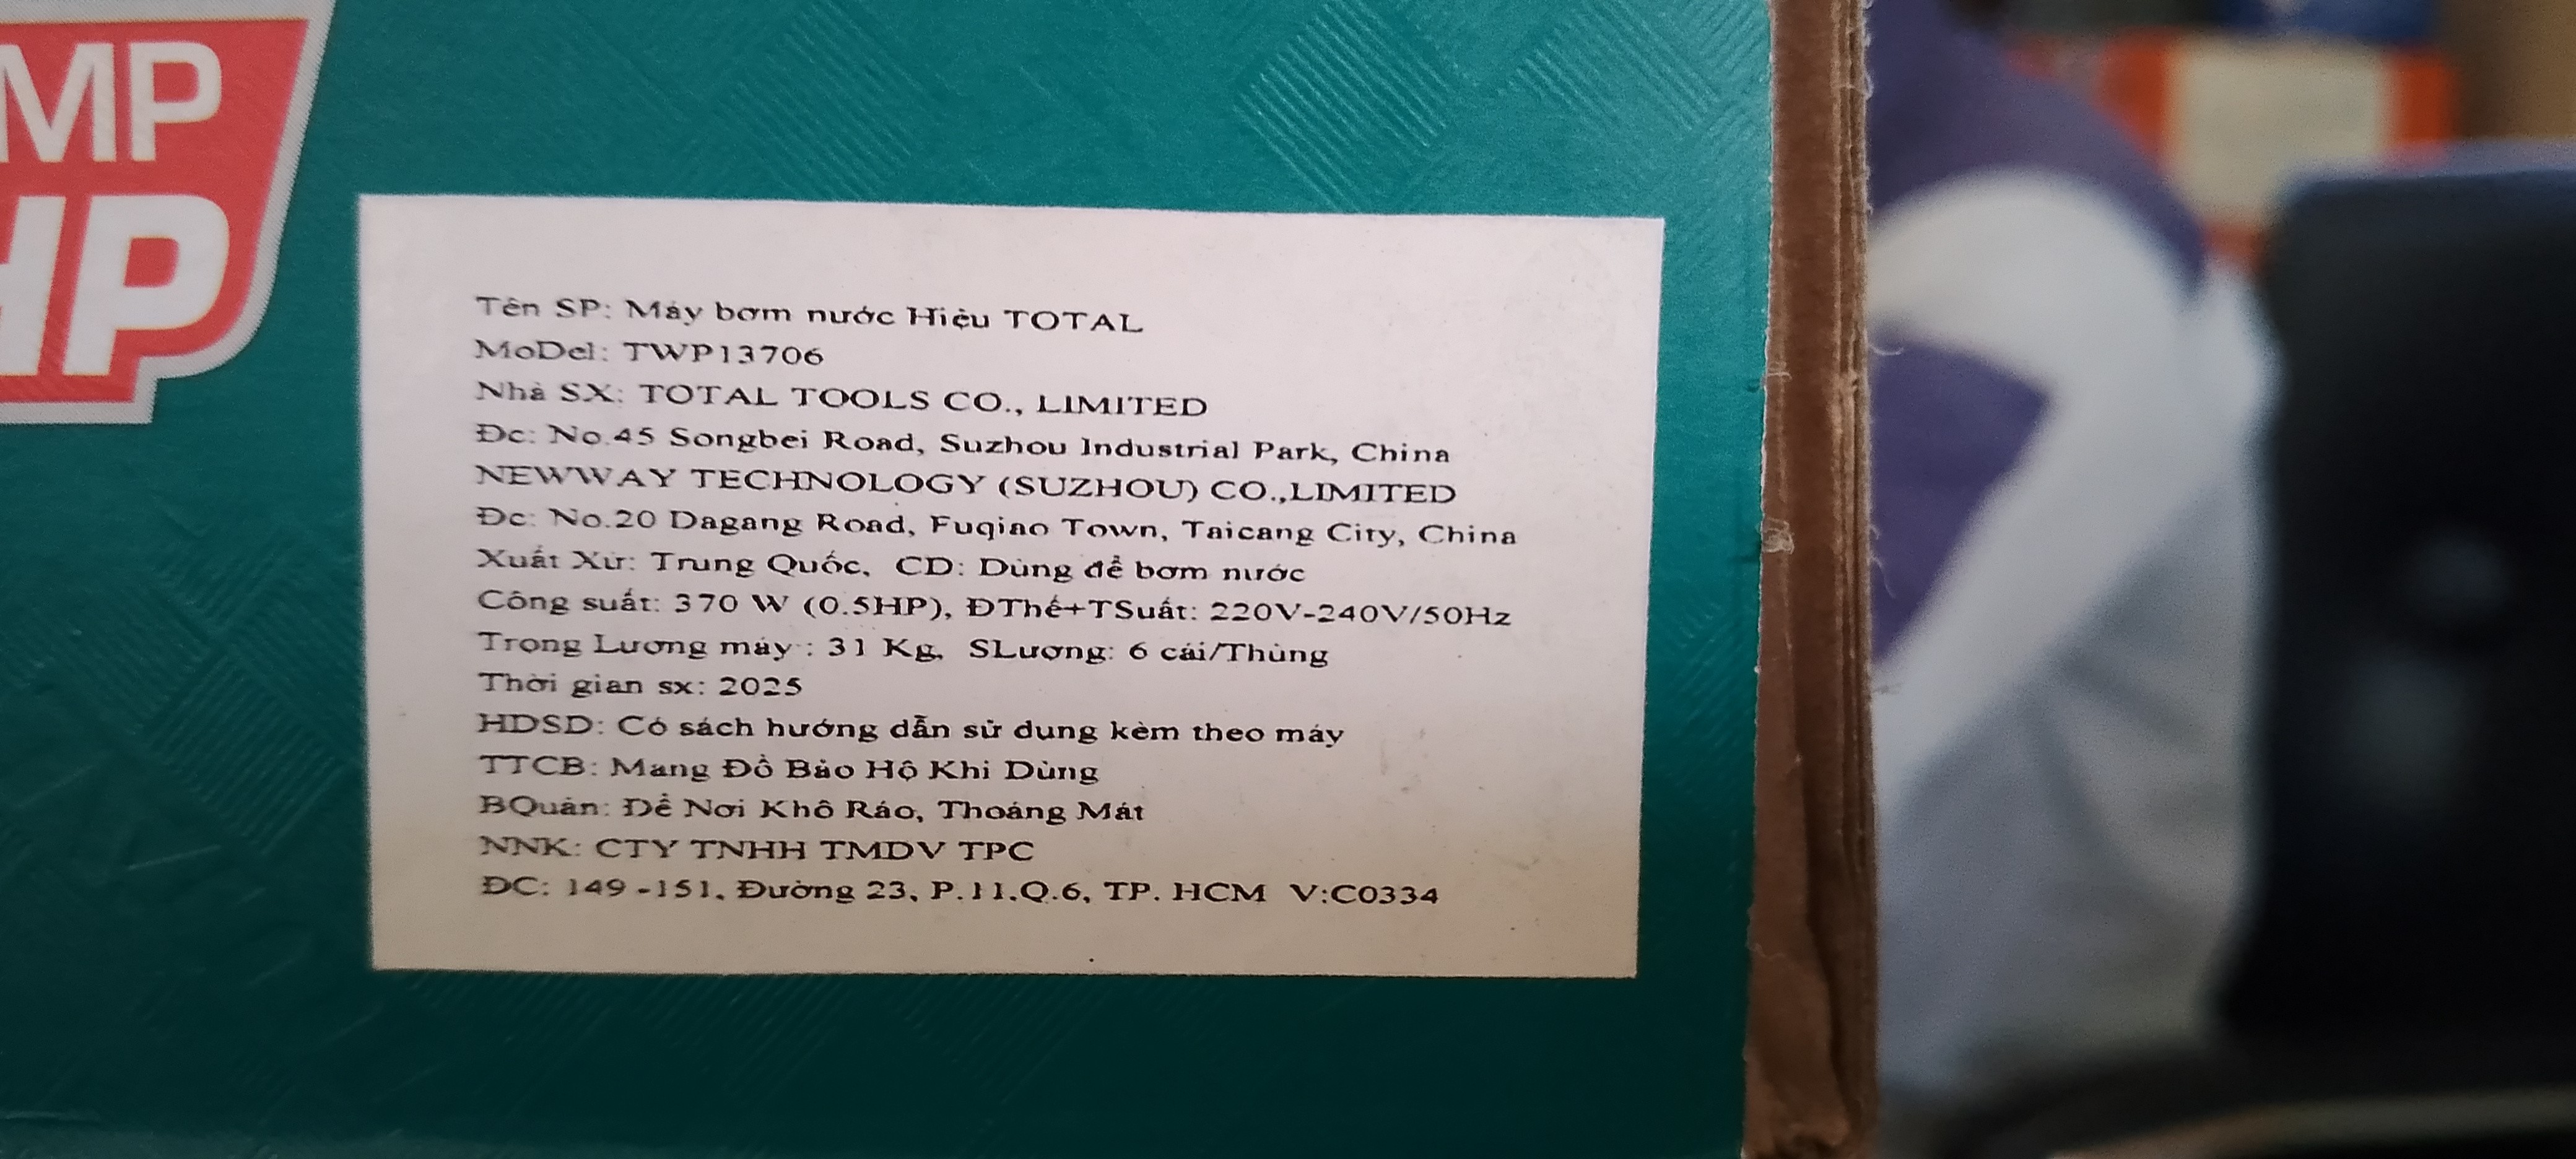 MP
HP
Tên SP: Máy bơm nước Hiệu TOTAL
MoDel: TWP13706
Nhà SX: TOTAL TOOLS CO., LIMITED
Đc: No.45 Songbei Road, Suzhou Industrial Park, China
NEWWAY TECHNOLOGY (SUZHOU) CO.,LIMITED
Đc: No.20 Dagang Road, Fuqiao Town, Taicang City, China
Xuất Xứ: Trung Quốc, CD: Dùng để bơm nước
Công suất: 370 W (0.5HP), ĐThế+TSuất: 220V-240V/50Hz
Trọng Lượng máy : 31 Kg, SLượng: 6 cái/Thùng
Thời gian sx: 2025
HDSD: Có sách hướng dẫn sử dụng kèm theo máy
TTCB: Mang Đồ Bảo Hộ Khi Dùng
BQuản: Để Nơi Khô Ráo, Thoáng Mát
NNK: CTY TNHH TMDV TPC
ĐC: 149 -151, Đường 23, P.11,Q.6, TP. HCM V:C0334